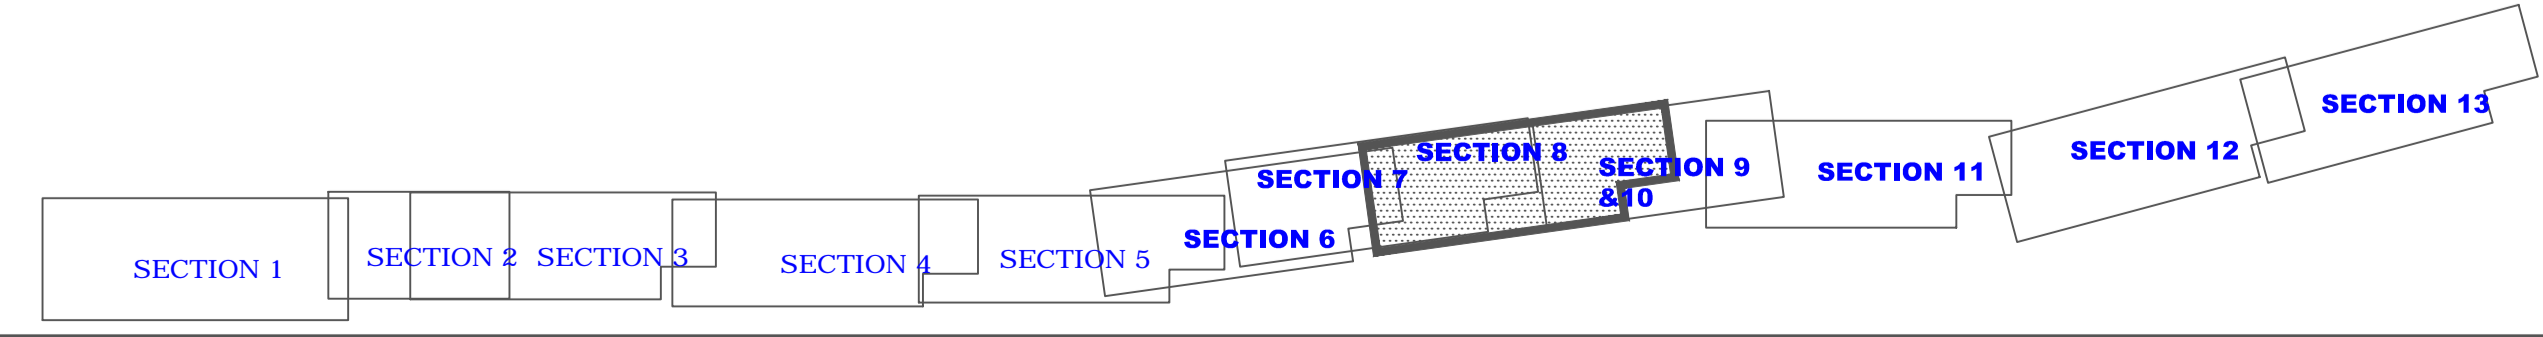 SECTION 1
SECTION 2
SECTION 3
SECTION 4
SECTION 5
SECTION 6
SECTION 7
SECTION 8
SECTION 9
&10
SECTION 11
SECTION 12
SECTION 13